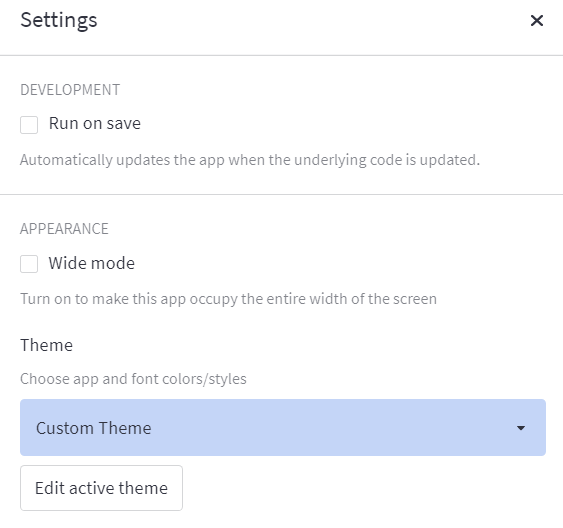 Settings
DEVELOPMENT
Run on save
Automatically updates the app when the underlying code is updated.
APPEARANCE
Wide mode
Turn on to make this app occupy the entire width of the screen
Theme
Choose app and font colors/styles
Custom Theme
Edit active theme